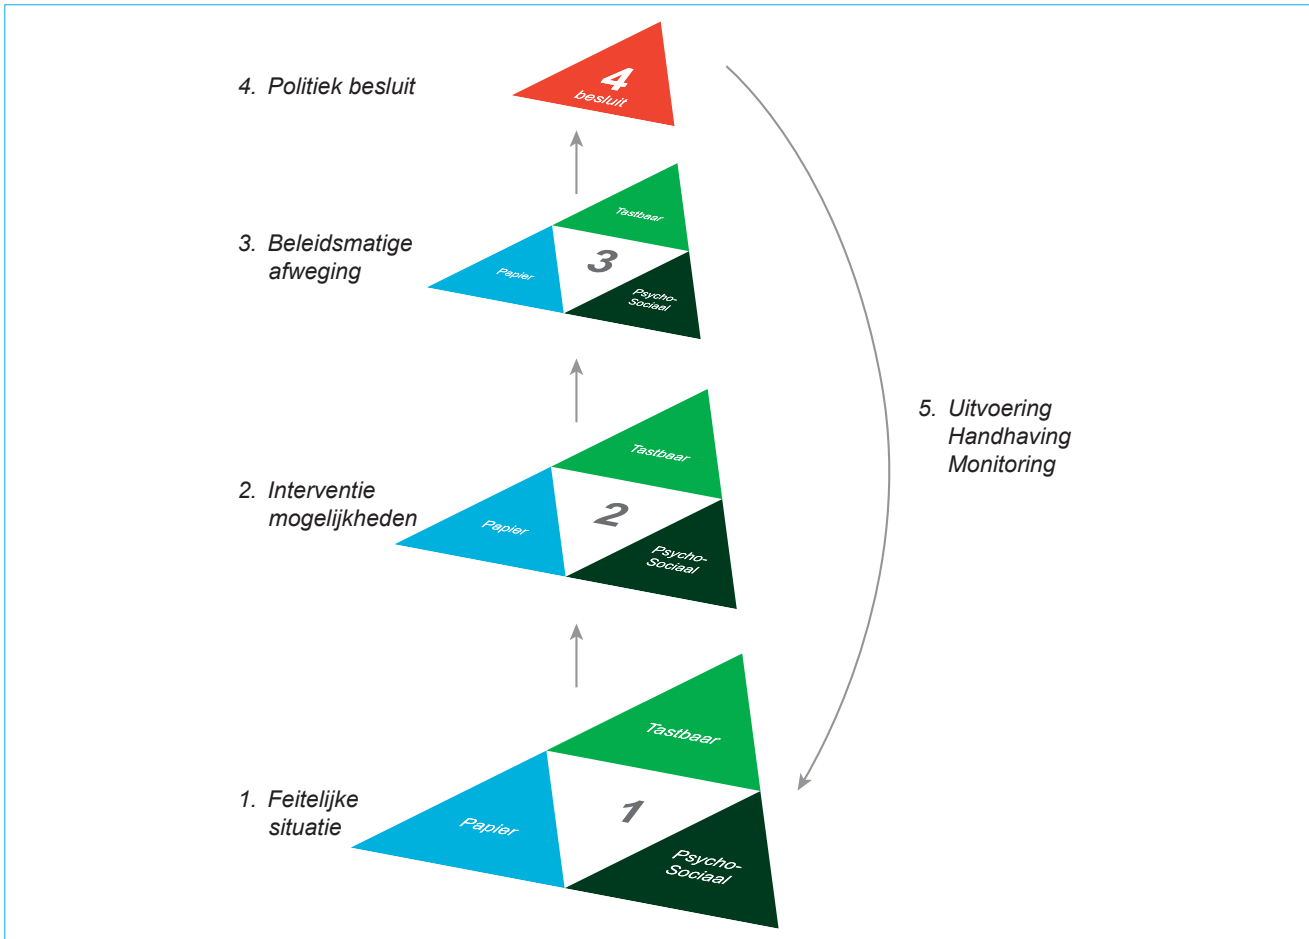 4. Politiek besluit
4
besluit
3. Beleidsmatige
afweging
Tastbaar
3
Papier
Psycho-
Sociaal
5. Uitvoering
Handhaving
Monitoring
2. Interventie
mogelijkheden
Tastbaar
2
Papier
Psycho-
Sociaal
1. Feitelijke
situatie
Tastbaar
1
Papier
Psycho-
Sociaal